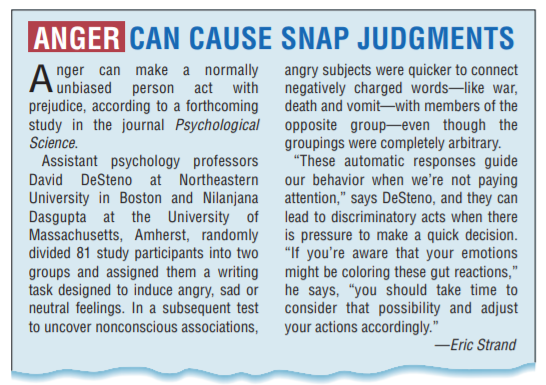 ANGER CAN CAUSE SNAP JUDGMENTS
Anger can make a normally
unbiased person act with
prejudice, according to a forthcoming
study in the journal Psychological
Science.
Assistant psychology professors
David DeSteno at Northeastern
University in Boston and Nilanjana
Dasgupta at the University of
Massachusetts, Amherst, randomly
divided 81 study participants into two
groups and assigned them a writing
task designed to induce angry, sad or
neutral feelings. In a subsequent test
to uncover nonconscious associations,
angry subjects were quicker to connect
negatively charged words—like war,
death and vomit—with members of the
opposite group—even though the
groupings were completely arbitrary.
“These automatic responses guide
our behavior when we're not paying
attention,” says DeSteno, and they can
lead to discriminatory acts when there
is pressure to make a quick decision.
“If you're aware that your emotions
might be coloring these gut reactions,”
he says, “you should take time to
consider that possibility and adjust
your actions accordingly.”
—Eric Strand